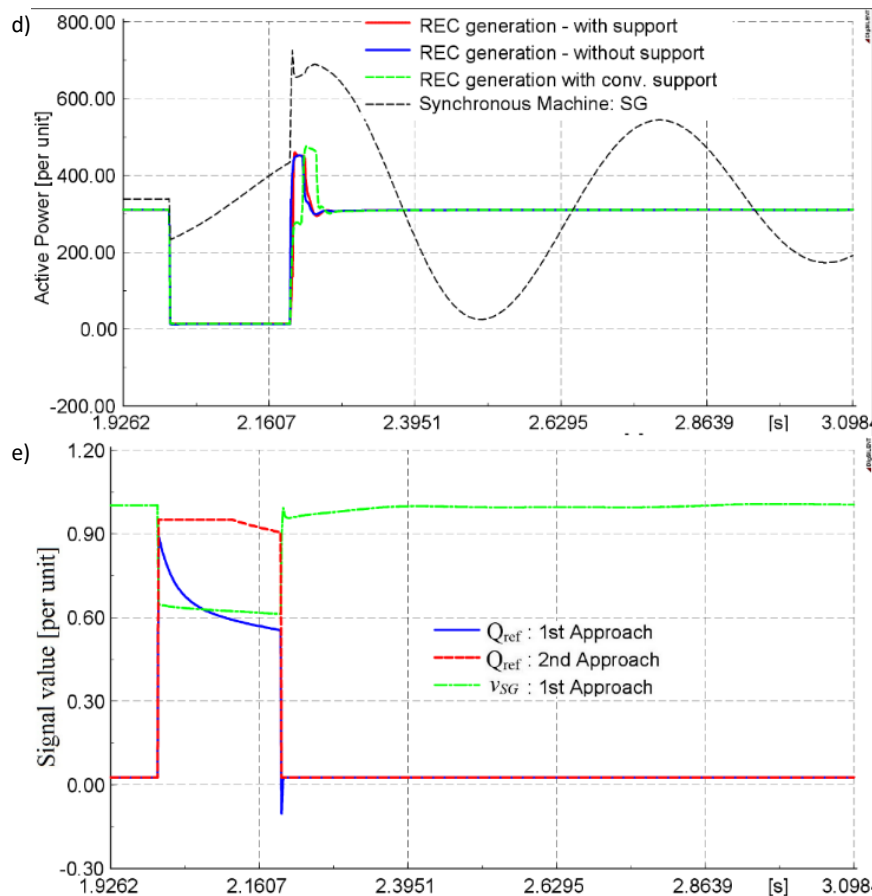 d)
800.00
600.00
400.00
200.00
0.00
-200.00
Active Power [per unit]
REC generation - with support
REC generation - without support
REC generation with conv. support
Synchronous Machine: SG
1.9262 2.1607 2.3951 2.6295 2.8639 [s] 3.0984
e)
1.20
0.90
0.60
0.30
0.00
-0.30
Signal value [per unit]
Qref : 1st Approach
Qref : 2nd Approach
vSG : 1st Approach
1.9262 2.1607 2.3951 2.6295 2.8639 [s] 3.0984